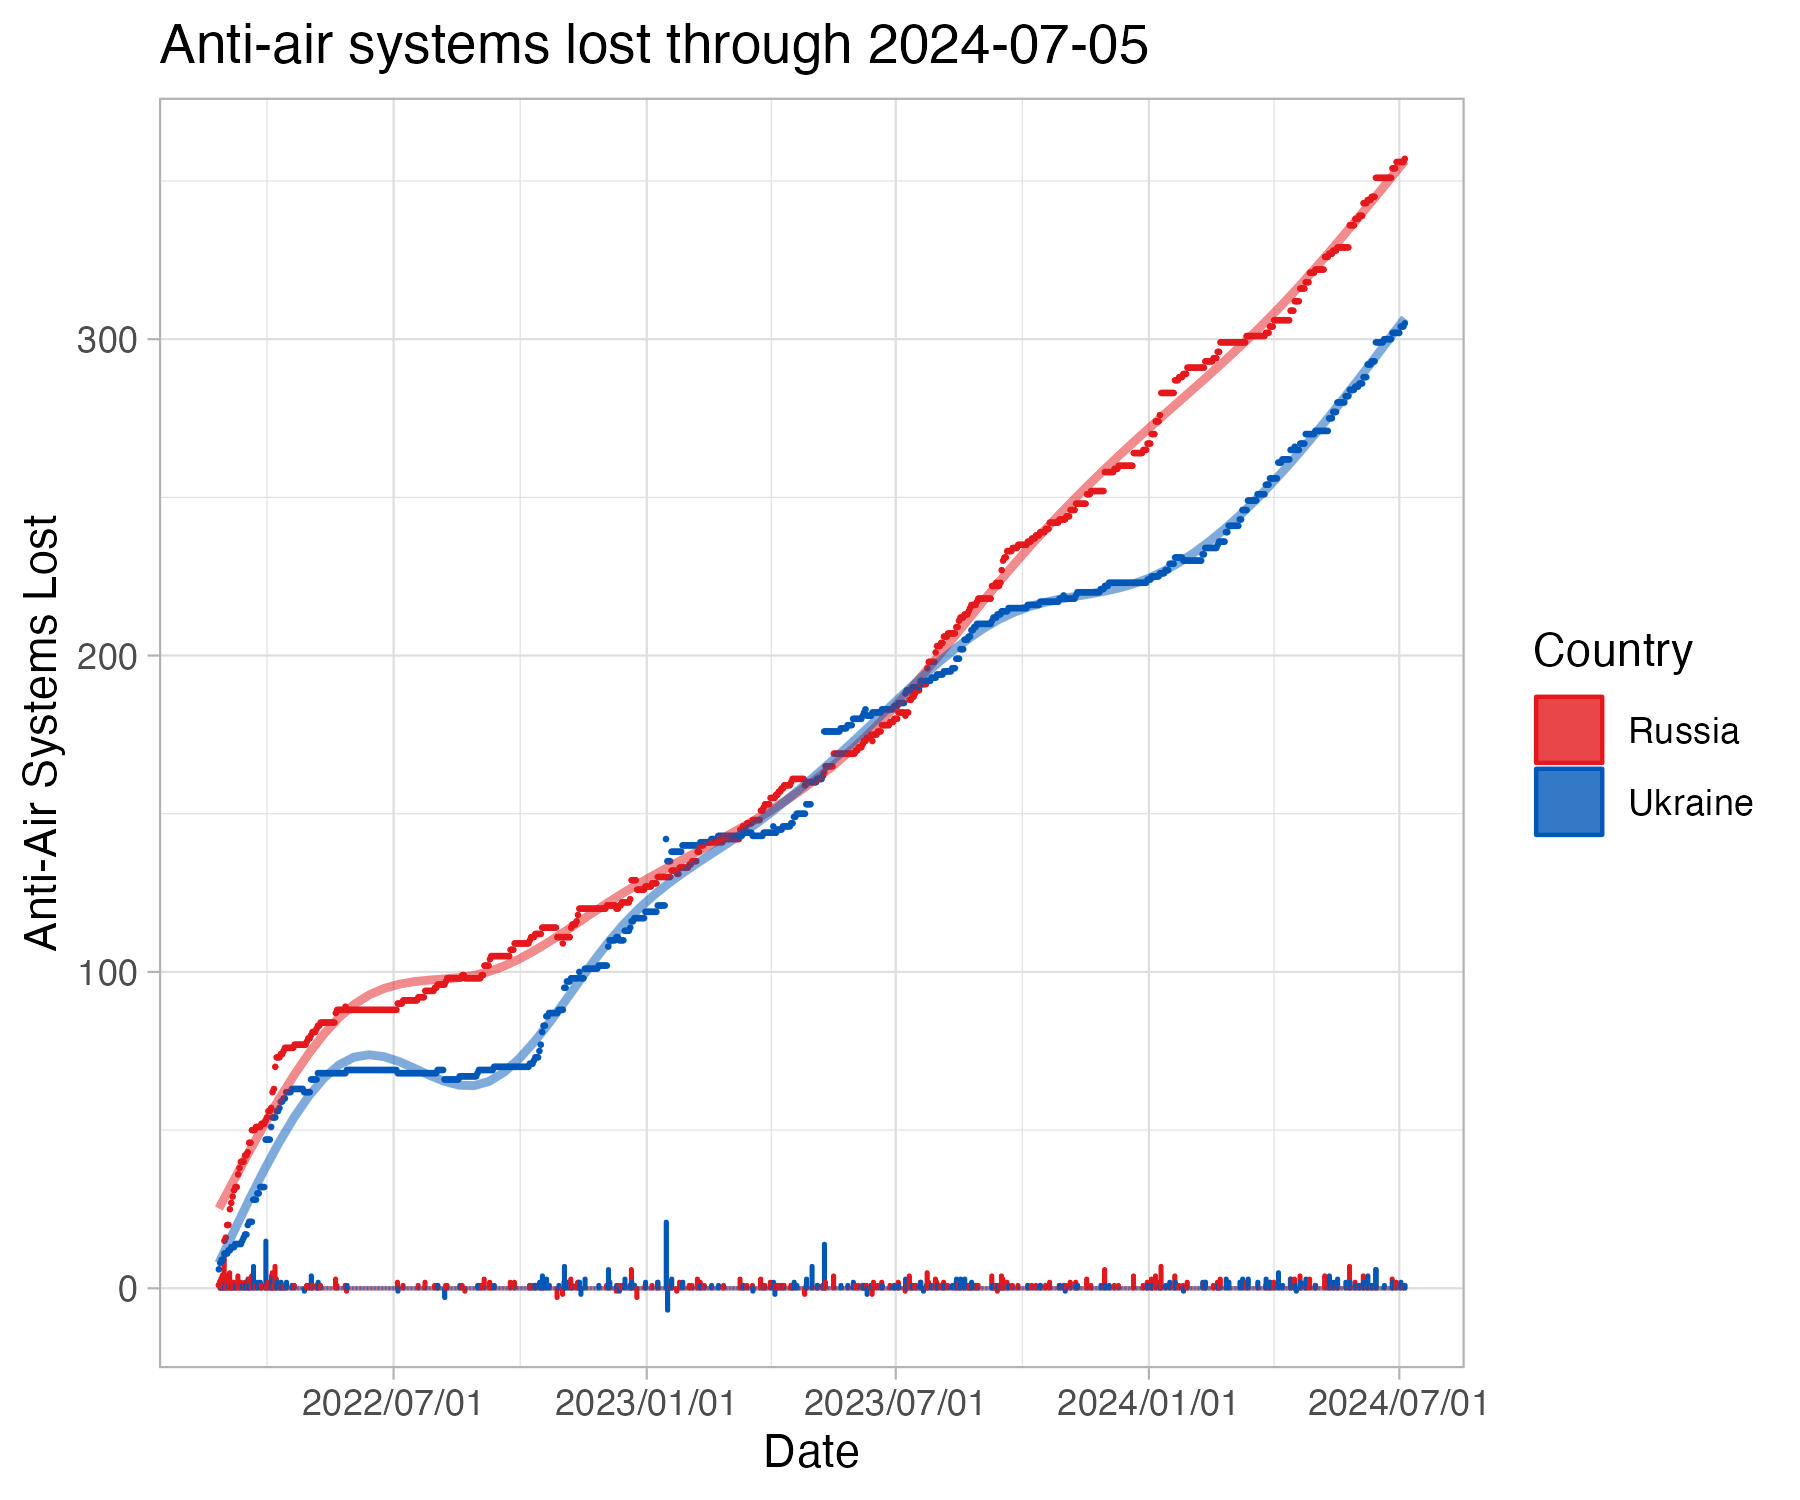 Anti-air systems lost through 2024-07-05
Anti-Air Systems Lost
300
200
100
0
2022/07/01
2023/01/01
2023/07/01
2024/01/01
2024/07/01
Date
Country
Russia
Ukraine